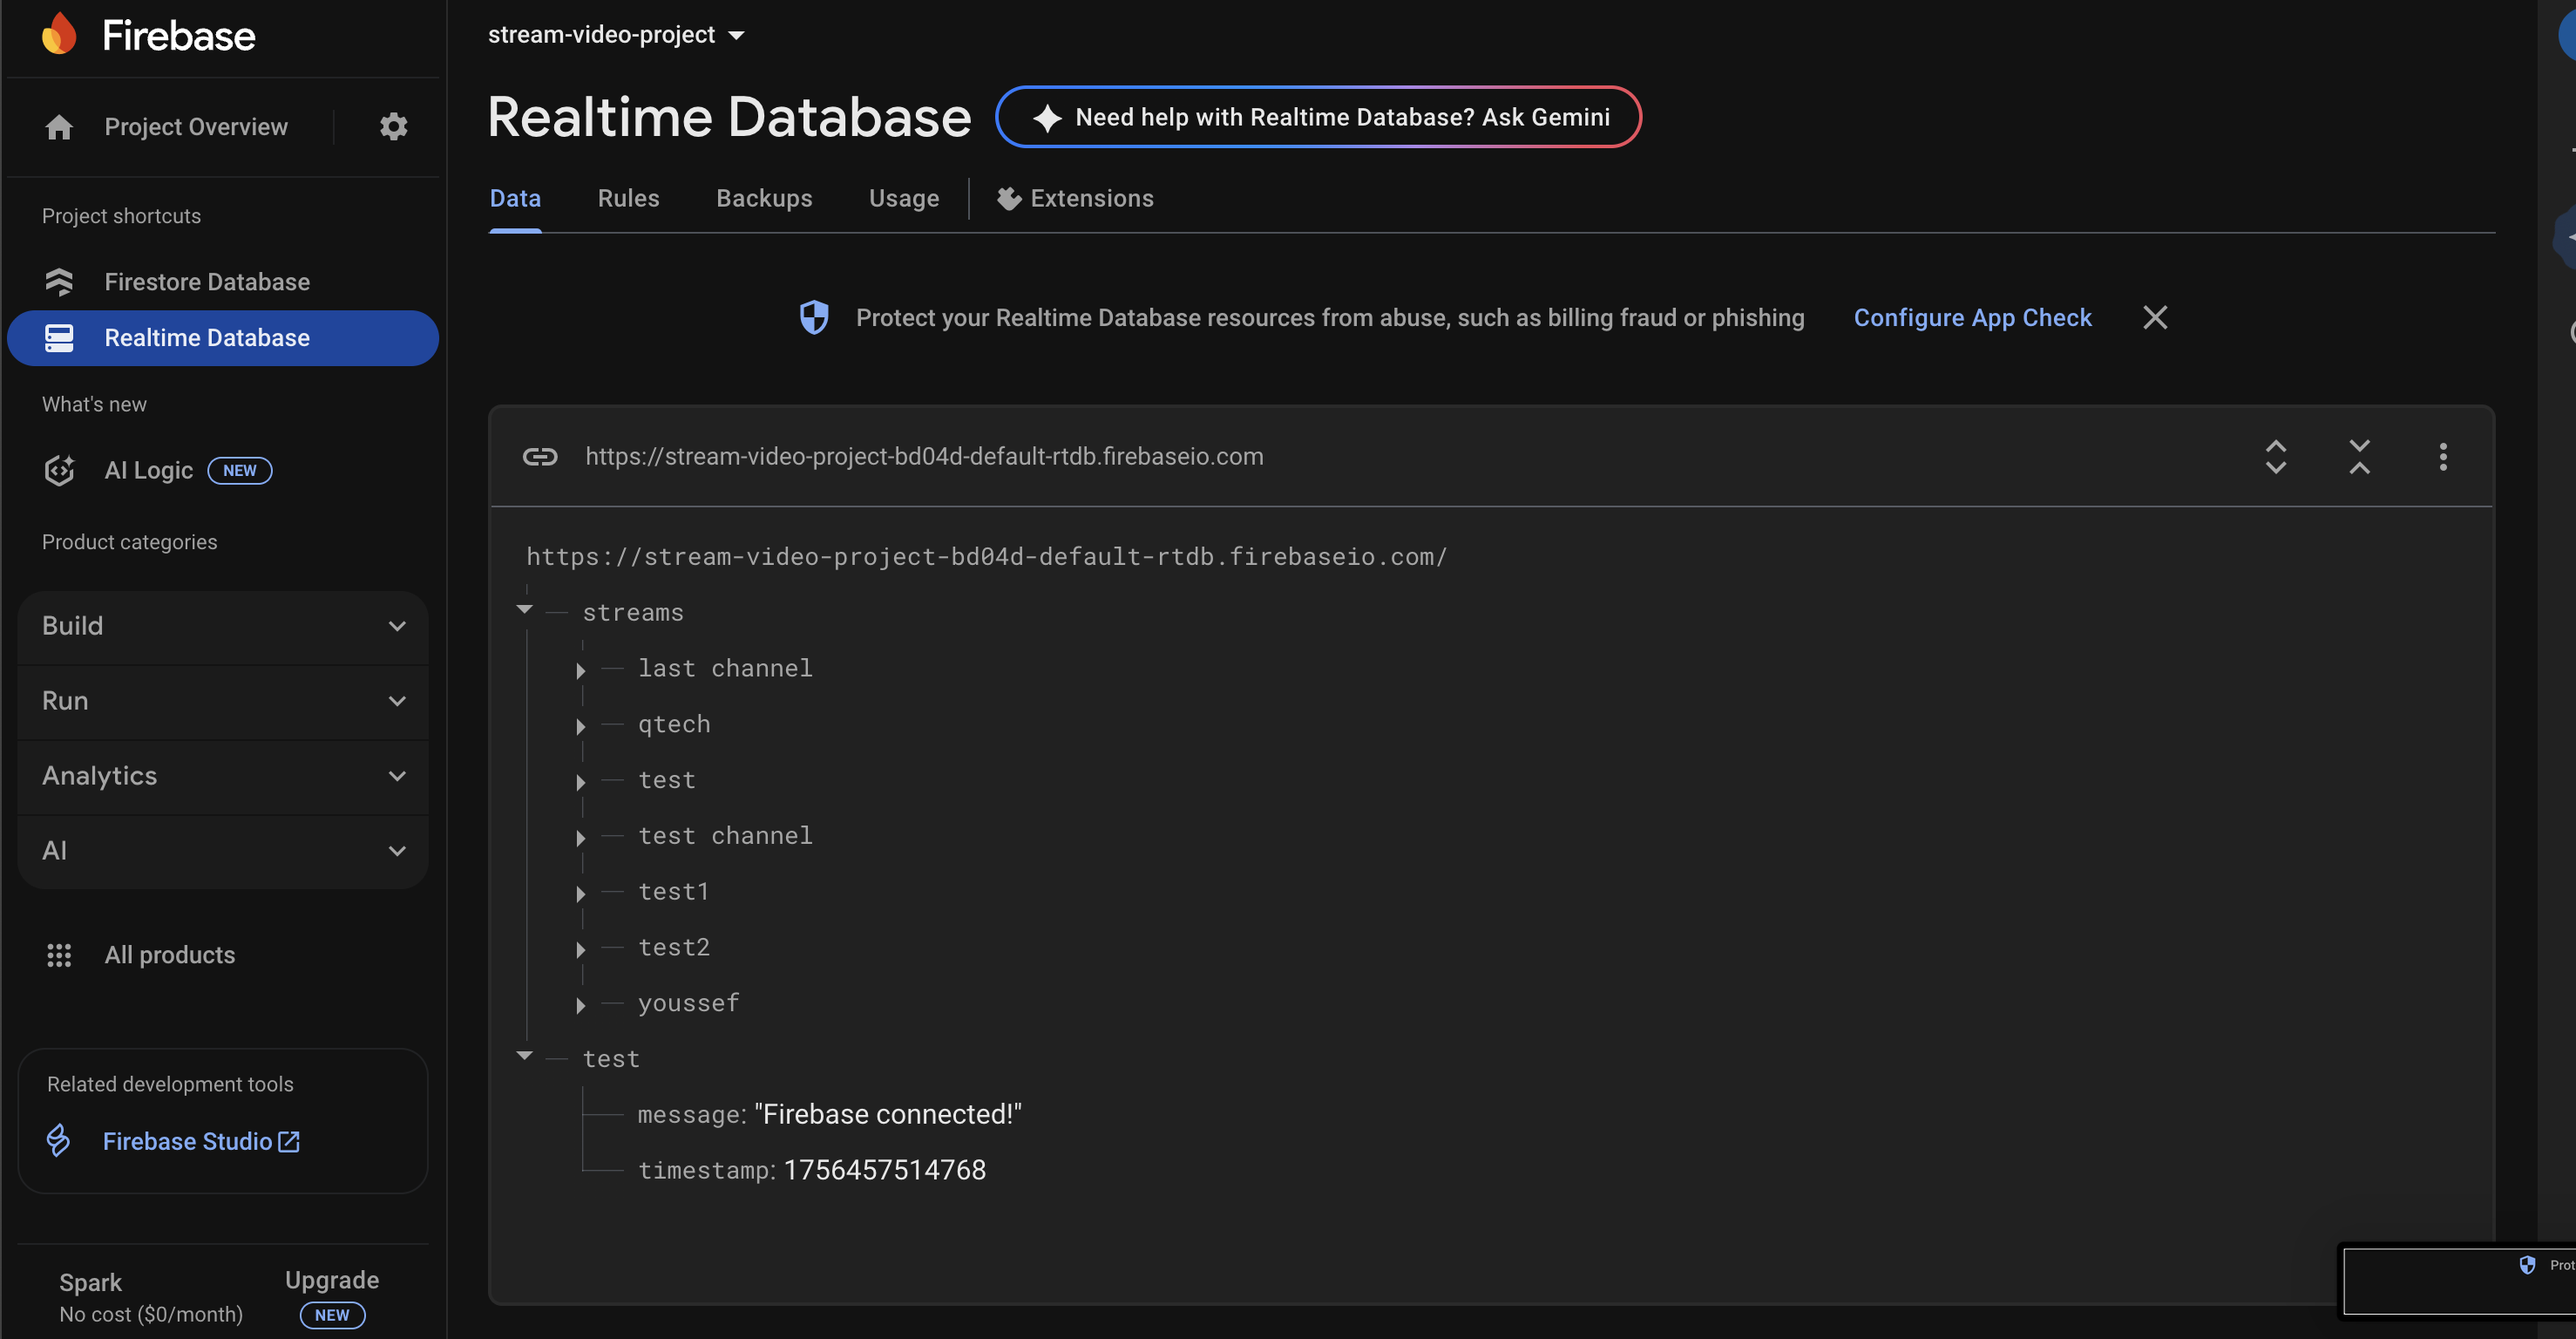 Firebase
Project Overview
Project shortcuts
Firestore Database
Realtime Database
What's new
AI Logic NEW
Product categories
Build
Run
Analytics
AI
All products
Related development tools
Firebase Studio
Spark
No cost ($0/month)
Upgrade
NEW
stream-video-project
Realtime Database
Need help with Realtime Database? Ask Gemini
Data Rules Backups Usage Extensions
Protect your Realtime Database resources from abuse, such as billing fraud or phishing Configure App Check
https://stream-video-project-bd04d-default-rtdb.firebaseio.com
https://stream-video-project-bd04d-default-rtdb.firebaseio.com/
streams
last channel
qtech
test
test channel
test1
test2
youssef
test
message: "Firebase connected!"
timestamp: 1756457514768